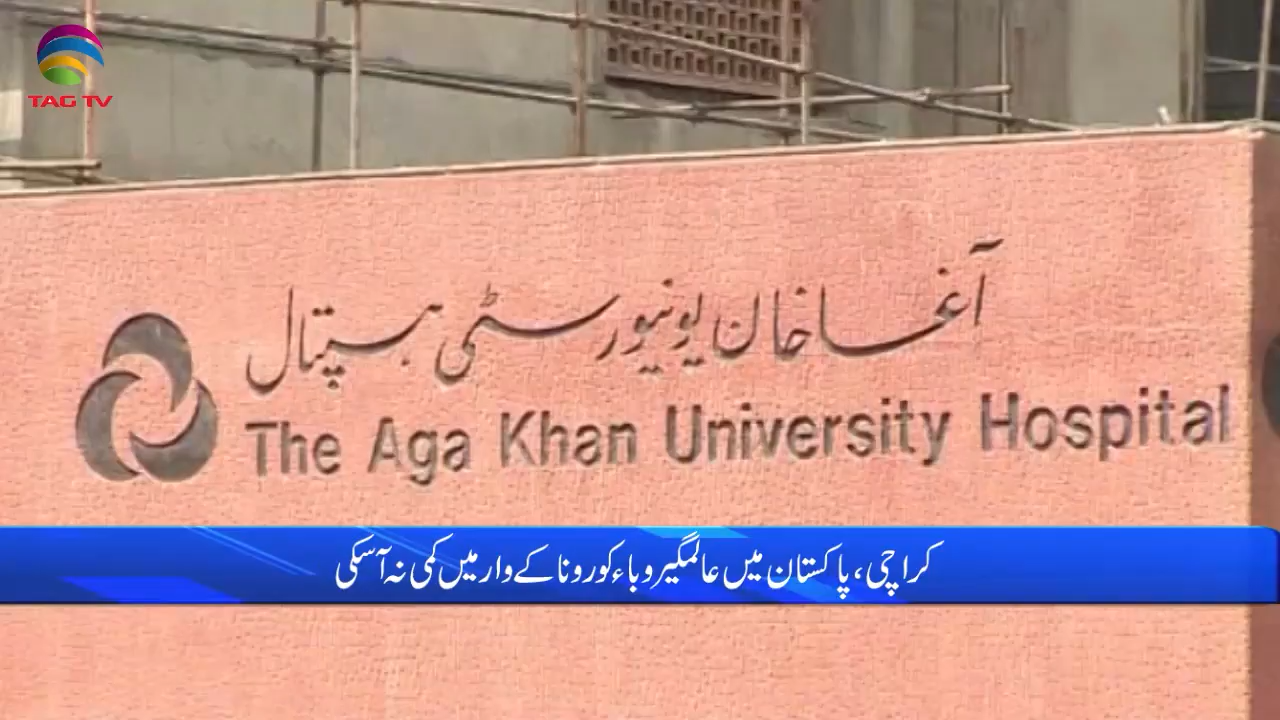 TAG TV
آغا خان یونیورسٹی ہسپتال
The Aga Khan University Hospital
کراچی، پاکستان میں عالمگیر وباء کورونا کے وار میں کمی نہ آسکی